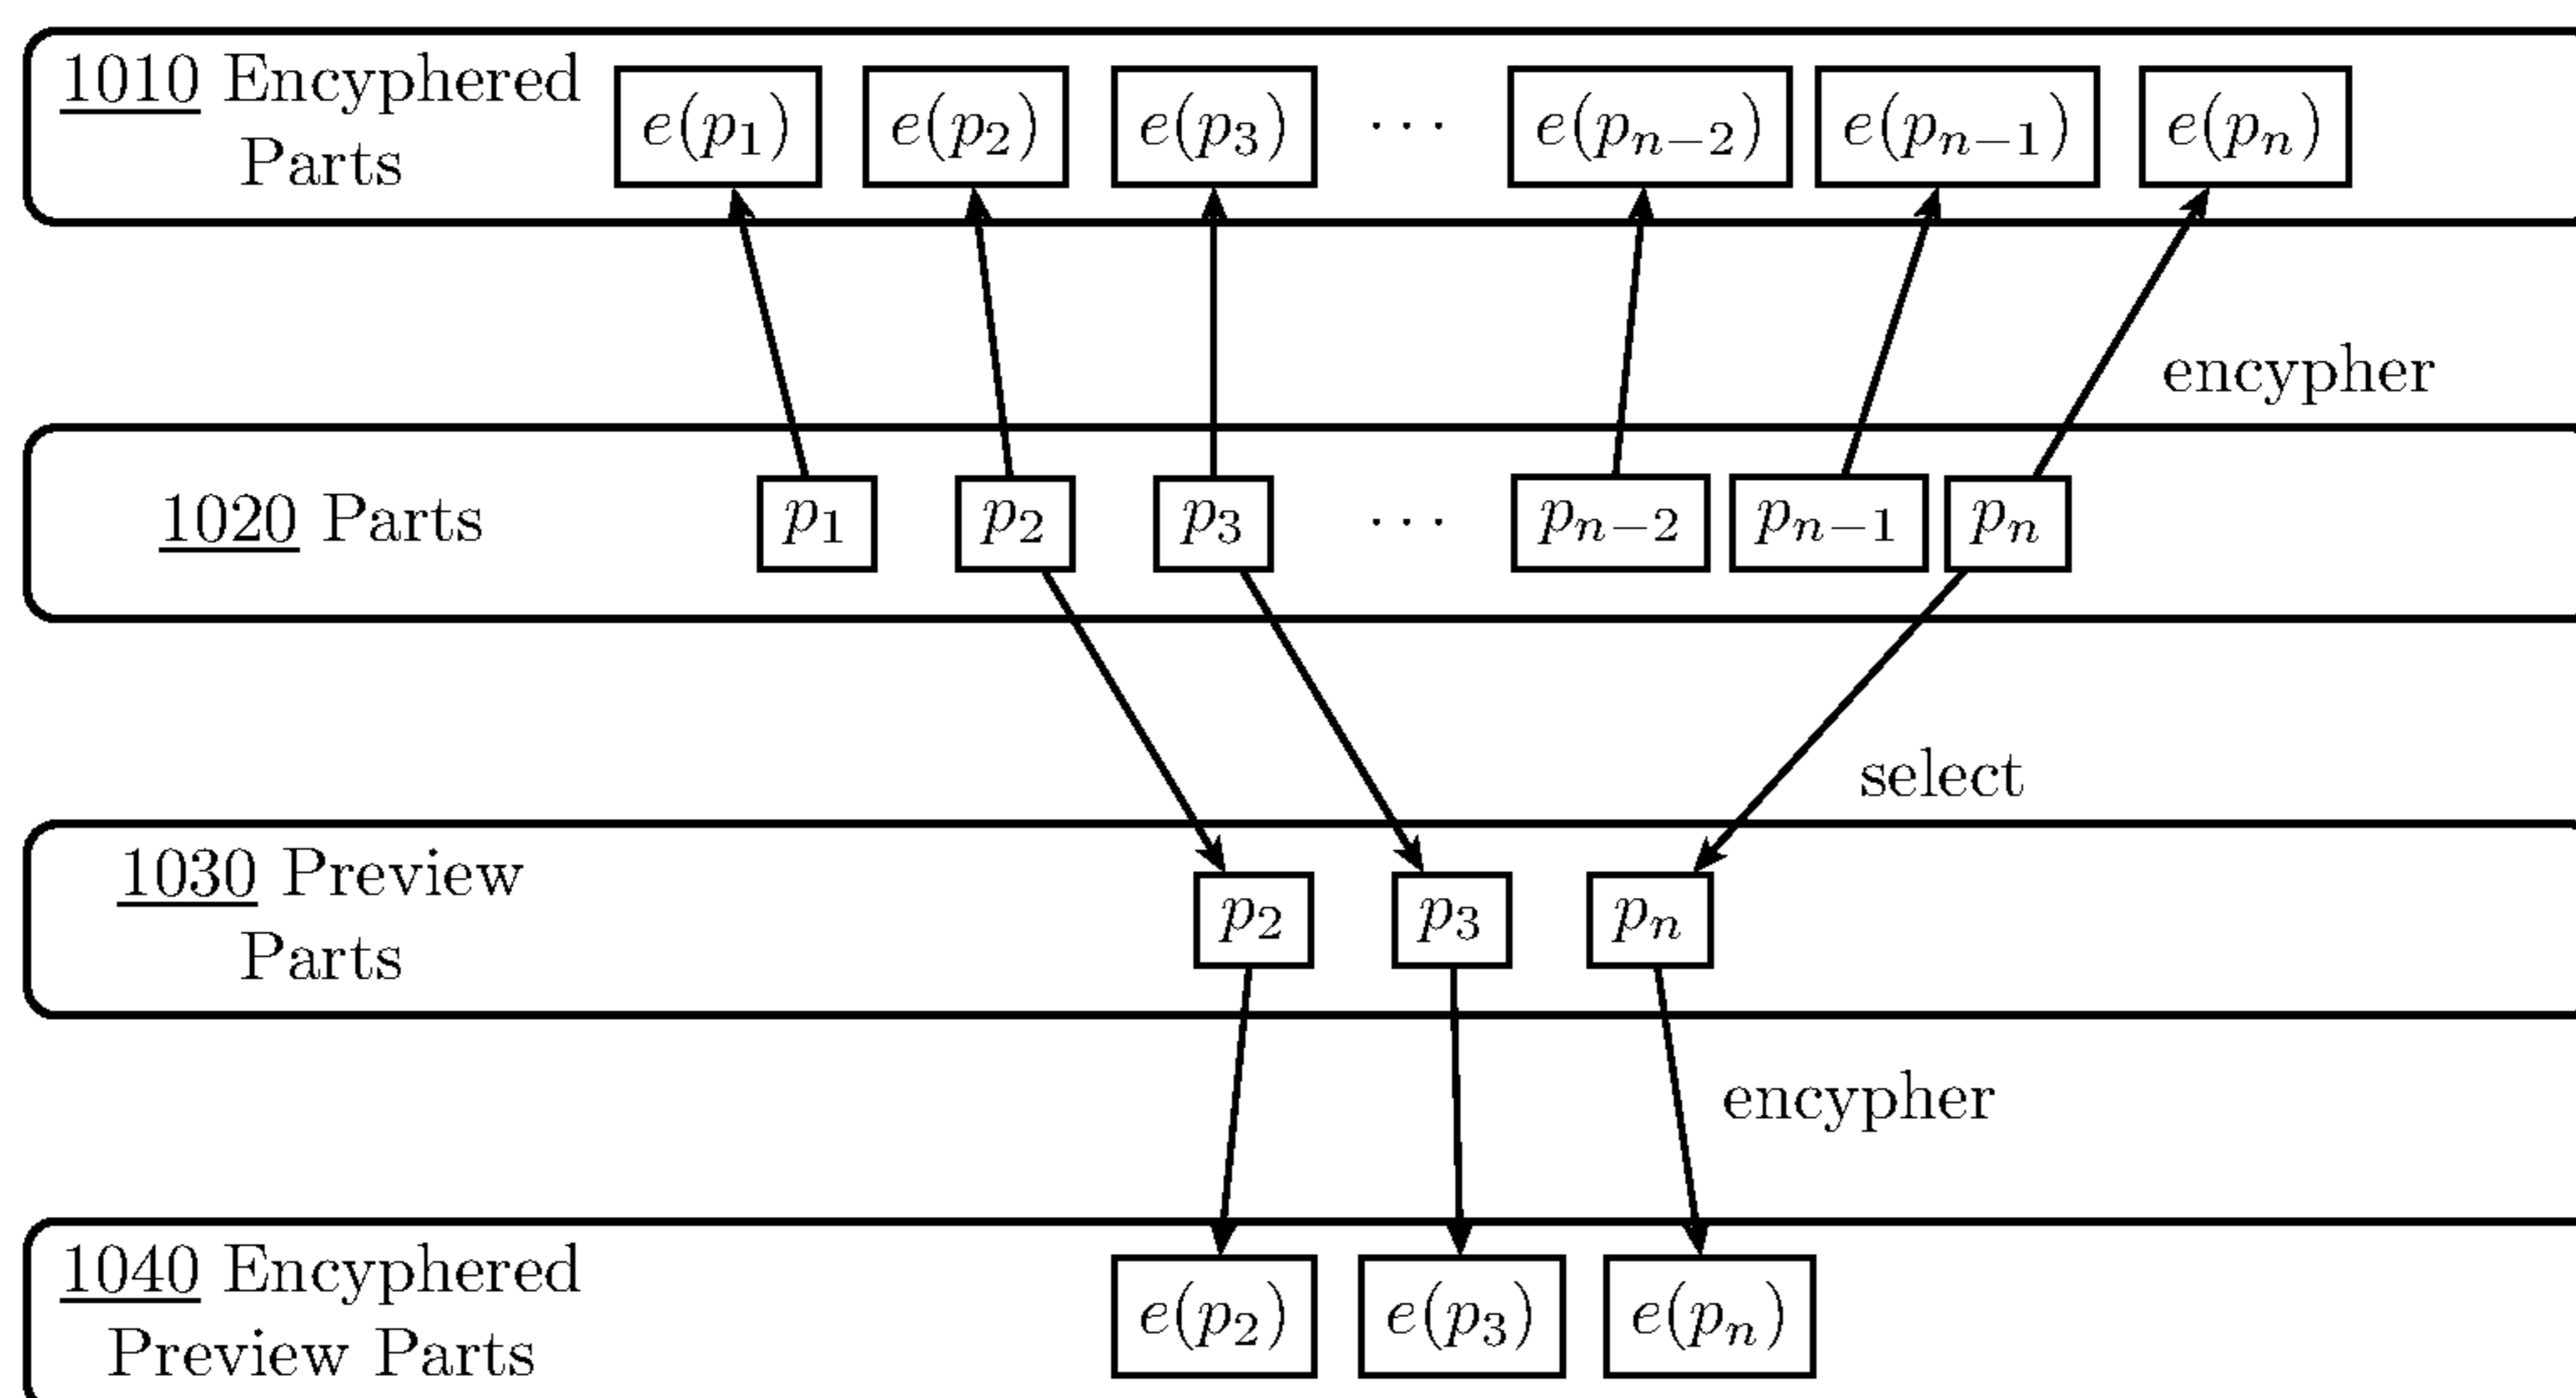 1010 Encyphered
Parts
e(p₁) e(p₂) e(p₃) ··· e(pₙ₋₂) e(pₙ₋₁) e(pₙ)
encypher
1020 Parts
p₁ p₂ p₃ ··· pₙ₋₂ pₙ₋₁ pₙ
select
1030 Preview
Parts
p₂ p₃ pₙ
encypher
1040 Encyphered
Preview Parts
e(p₂) e(p₃) e(pₙ)